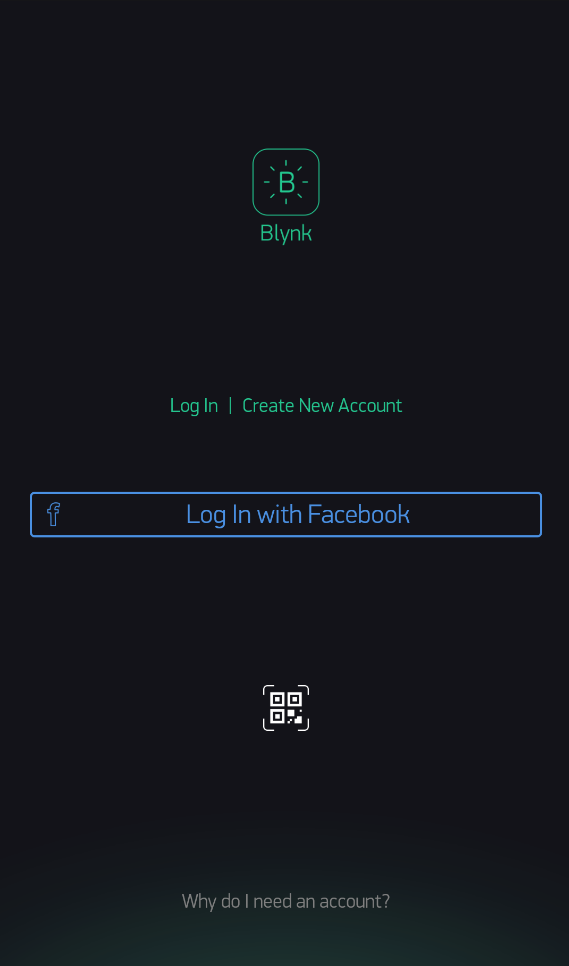 B
Blynk
Log In | Create New Account
f Log In with Facebook
Why do I need an account?